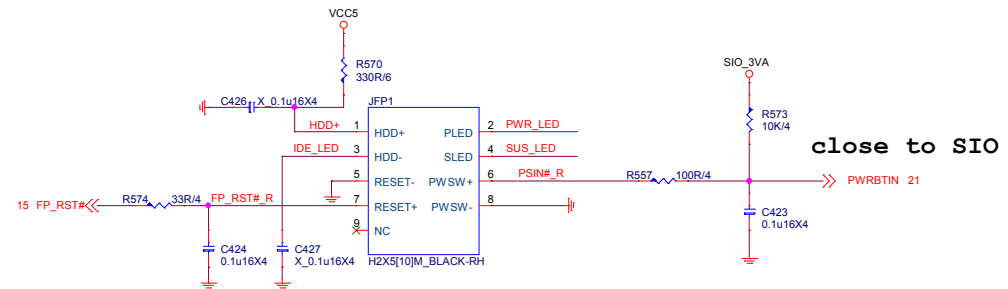 VCC5
R570
330R/6
SIO_3VA
C426 X_0.1u16X4
JFP1
R573
10K/4
close to SIO
HDD+ 1 HDD+ PLED 2 PWR_LED
IDE_LED 3 HDD- SLED 4 SUS_LED
5 RESET- PWSW+ 6 PSIN#_R R557 100R/4 PWRBTIN 21
15 FP_RST# R574 33R/4 FP_RST#_R 7 RESET+ PWSW- 8
9 NC
C423
0.1u16X4
C424
0.1u16X4
C427
X_0.1u16X4
H2X5[10]M_BLACK-RH